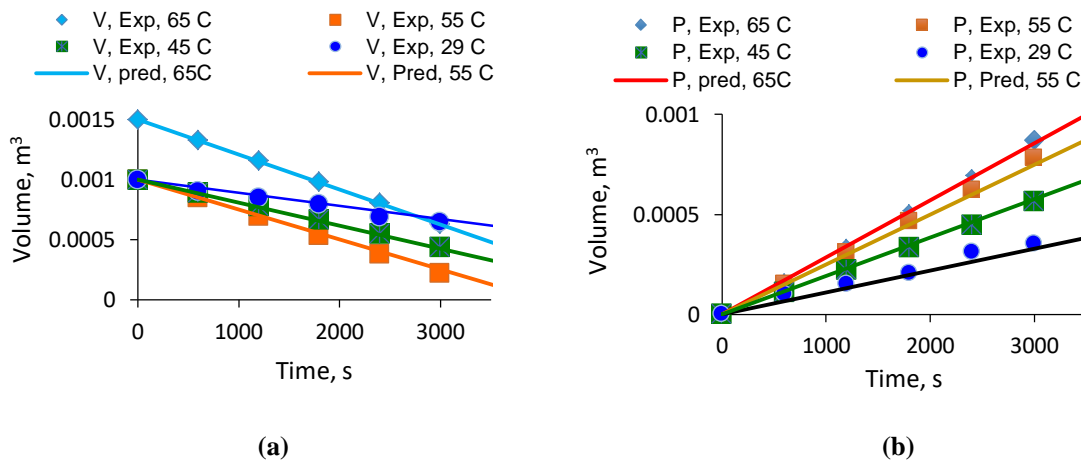 V, Exp, 65 C V, Exp, 55 C
V, Exp, 45 C V, Exp, 29 C
V, pred, 65C V, Pred, 55 C
0.0015
0.001
0.0005
0
Volume, m³
0 1000 2000 3000
Time, s
(a)
P, Exp, 65 C P, Exp, 55 C
P, Exp, 45 C P, Exp, 29 C
P, pred, 65C P, Pred, 55 C
0.001
0.0005
0
Volume, m³
0 1000 2000 3000
Time, s
(b)